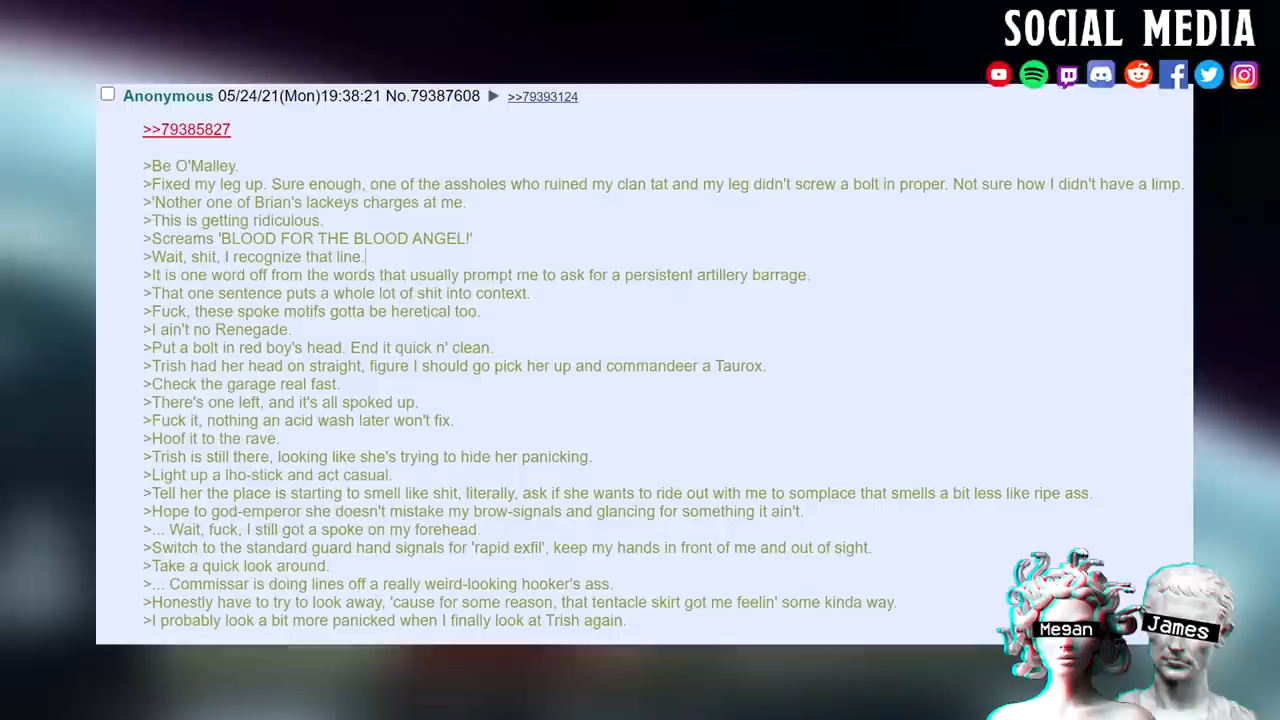 SOCIAL MEDIA
Anonymous 05/24/21(Mon)19:38:21 No.79387608 ▶ >>79393124
>>79385827
>Be O'Malley.
>Fixed my leg up. Sure enough, one of the assholes who ruined my clan tat and my leg didn't screw a bolt in proper. Not sure how I didn't have a limp.
>'Nother one of Brian's lackeys charges at me.
>This is getting ridiculous.
>Screams 'BLOOD FOR THE BLOOD ANGEL!'
>Wait, shit, I recognize that line.
>It is one word off from the words that usually prompt me to ask for a persistent artillery barrage.
>That one sentence puts a whole lot of shit into context.
>Fuck, these spoke motifs gotta be heretical too.
>I ain't no Renegade.
>Put a bolt in red boy's head. End it quick n' clean.
>Trish had her head on straight, figure I should go pick her up and commandeer a Taurox.
>Check the garage real fast.
>There's one left, and it's all spoked up.
>Fuck it, nothing an acid wash later won't fix.
>Hoof it to the rave.
>Trish is still there, looking like she's trying to hide her panicking.
>Light up a lho-stick and act casual.
>Tell her the place is starting to smell like shit, literally, ask if she wants to ride out with me to somplace that smells a bit less like ripe ass.
>Hope to god-emperor she doesn't mistake my brow-signals and glancing for something it ain't.
>... Wait, fuck, I still got a spoke on my forehead.
>Switch to the standard guard hand signals for 'rapid exfil', keep my hands in front of me and out of sight.
>Take a quick look around.
>... Commissar is doing lines off a really weird-looking hooker's ass.
>Honestly have to try to look away, 'cause for some reason, that tentacle skirt got me feelin' some kinda way.
>I probably look a bit more panicked when I finally look at Trish again.
Megan
James